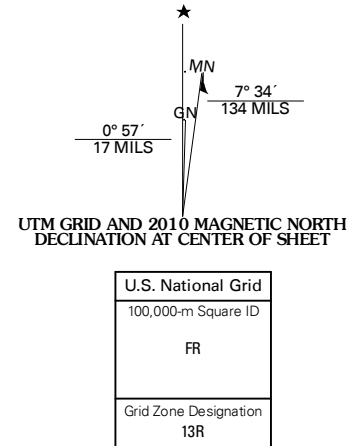 ★
MN
7° 34´
134 MILS
GN
0° 57´
17 MILS
UTM GRID AND 2010 MAGNETIC NORTH
DECLINATION AT CENTER OF SHEET
U.S. National Grid
100,000-m Square ID
FR
Grid Zone Designation
13R